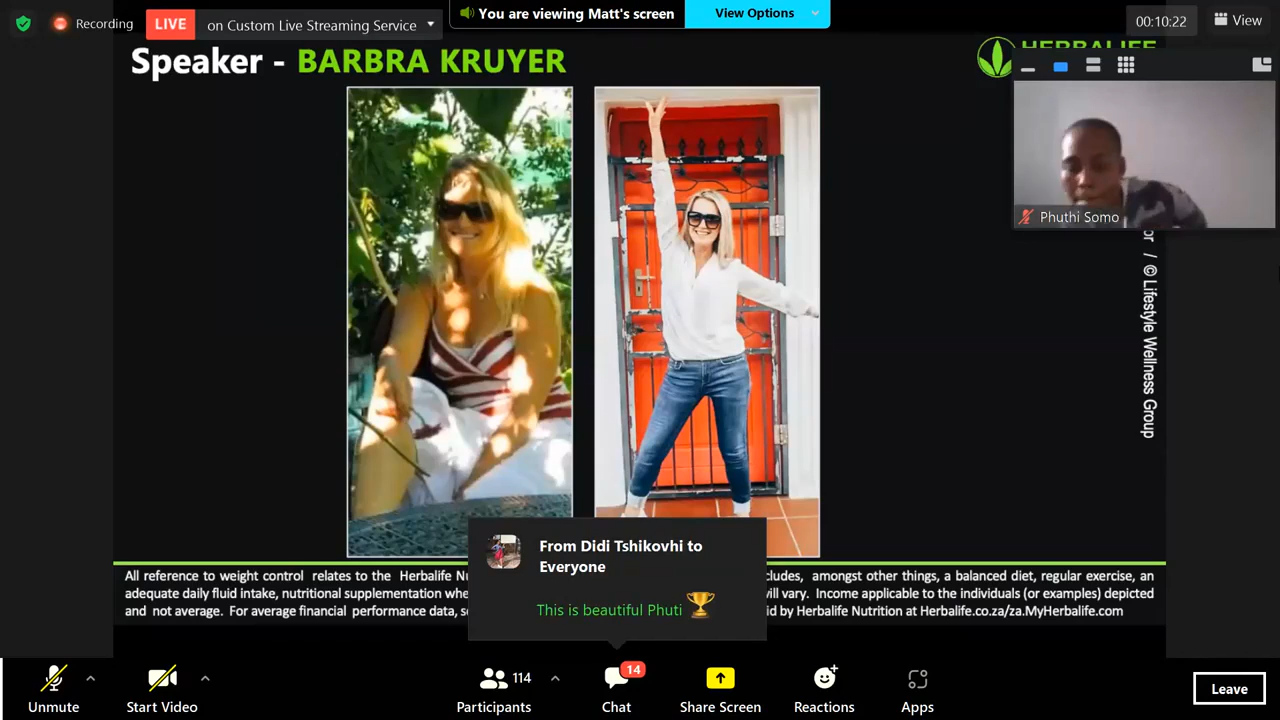 Recording
LIVE on Custom Live Streaming Service
You are viewing Matt's screen
View Options
00:10:22
View
Speaker - BARBRA KRUYER
HERBALIFE
Phuthi Somo
/ © Lifestyle Wellness Group
From Didi Tshikovhi to
Everyone
This is beautiful Phuti
All reference to weight control relates to the Herbalife cludes, amongst other things, a balanced diet, regular exercise, an
adequate daily fluid intake, nutritional supplementation vill vary. Income applicable to the individuals (or examples) depicted
and not average. For average financial performance data, id by Herbalife Nutrition at Herbalife.co.za/za.MyHerbalife.com
Unmute
Start Video
114
Participants
14
Chat
Share Screen
Reactions
Apps
Leave